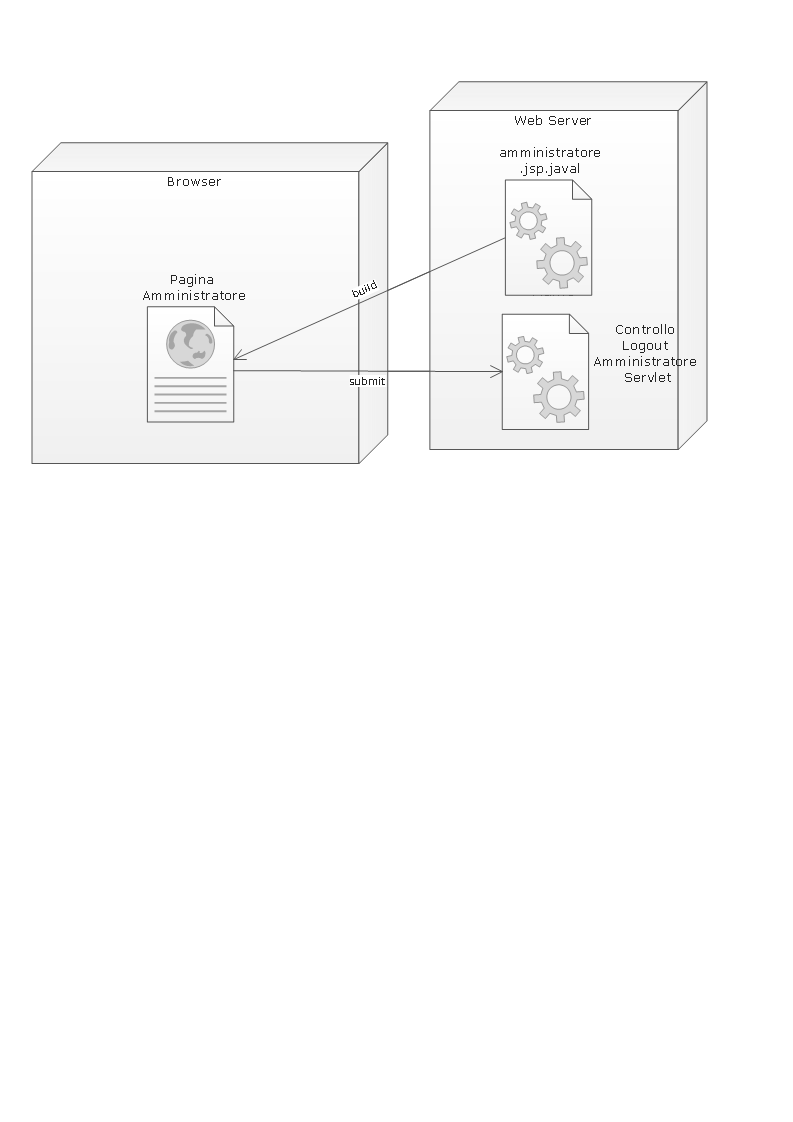 Web Server
amministratore
.jsp.javal
Browser
Pagina
Amministratore
build
submit
Controllo
Logout
Amministratore
Servlet